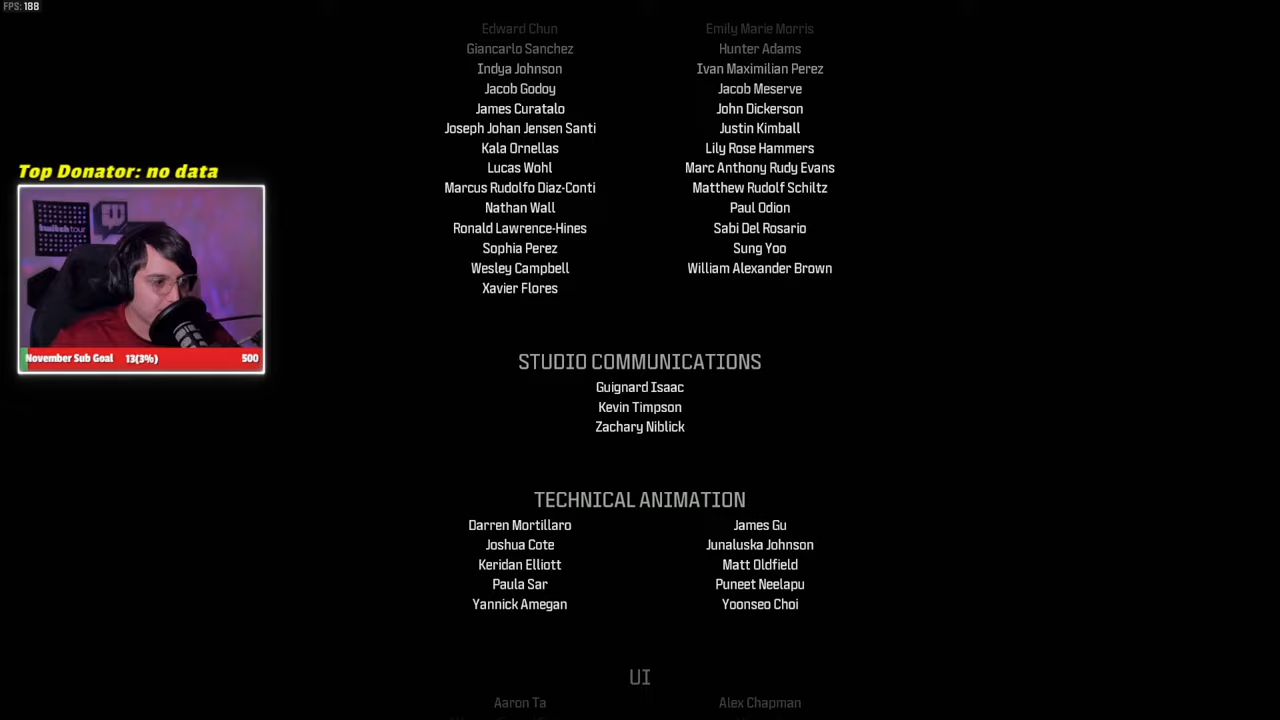 FPS: 188
Edward Chun
Emily Marie Morris
Giancarlo Sanchez
Hunter Adams
Indya Johnson
Ivan Maximilian Perez
Jacob Godoy
Jacob Meserve
James Curatalo
John Dickerson
Joseph Johan Jensen Santi
Justin Kimball
Kala Ornellas
Lily Rose Hammers
Lucas Wohl
Marc Anthony Rudy Evans
Marcus Rudolfo Diaz-Conti
Matthew Rudolf Schiltz
Nathan Wall
Paul Odion
Ronald Lawrence-Hines
Sabi Del Rosario
Sophia Perez
Sung Yoo
Wesley Campbell
William Alexander Brown
Xavier Flores
Top Donator: no data
twitch tour
November Sub Goal 13(3%) 500
STUDIO COMMUNICATIONS
Guignard Isaac
Kevin Timpson
Zachary Niblick
TECHNICAL ANIMATION
Darren Mortillaro
James Gu
Joshua Cote
Junaluska Johnson
Keridan Elliott
Matt Oldfield
Paula Sar
Puneet Neelapu
Yannick Amegan
Yoonseo Choi
UI
Aaron Ta
Alex Chapman